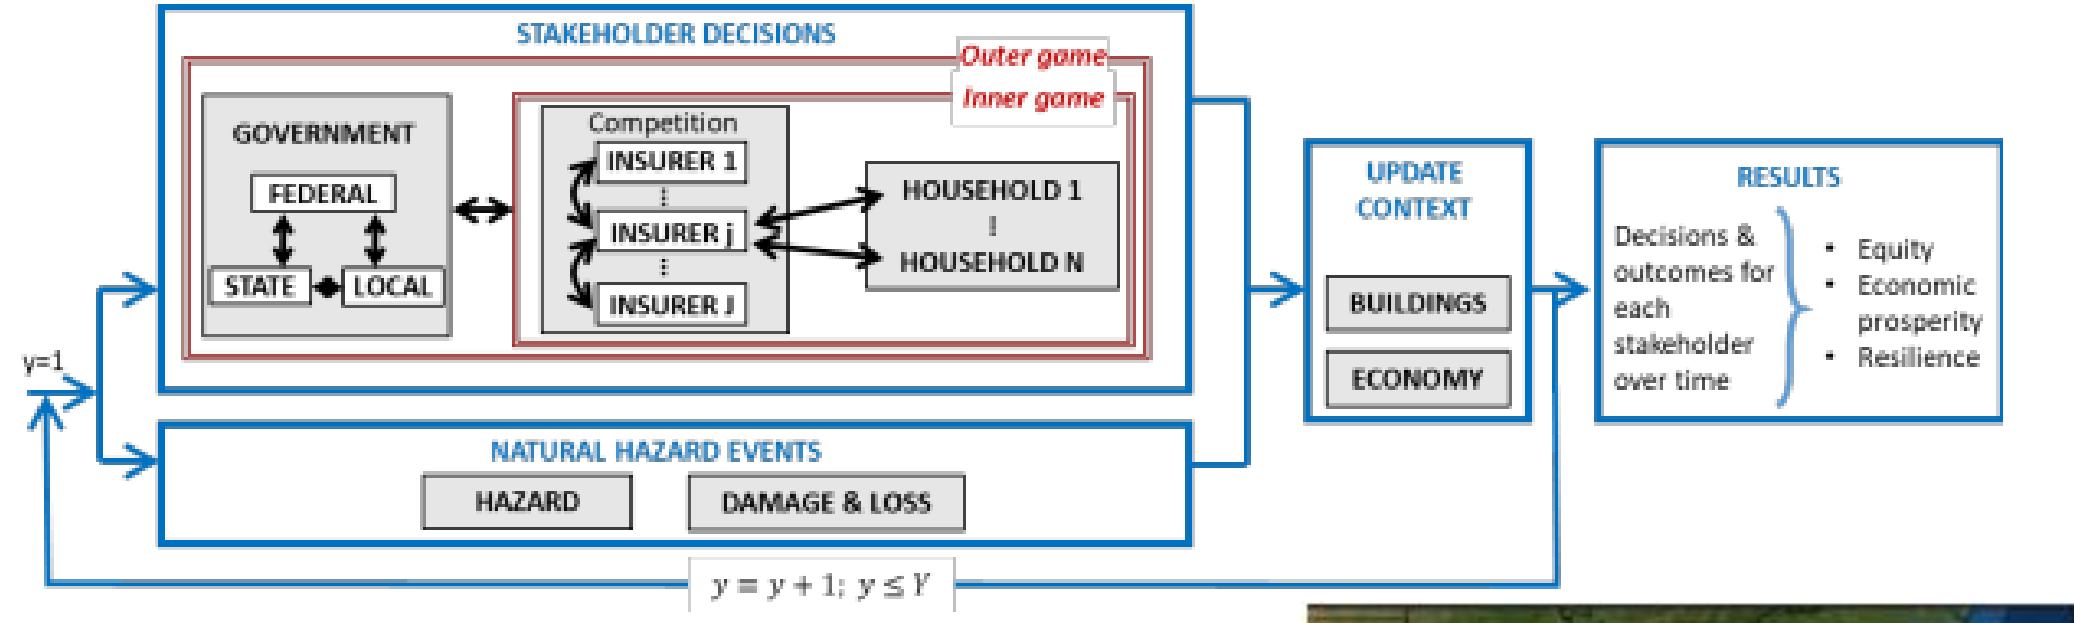 STAKEHOLDER DECISIONS
Outer game
Inner game
GOVERNMENT
FEDERAL
STATE
LOCAL
Competition
INSURER 1
INSURER j
INSURER J
HOUSEHOLD 1
HOUSEHOLD N
y=1
NATURAL HAZARD EVENTS
HAZARD
DAMAGE & LOSS
y = y + 1; y ≤ Y
UPDATE
CONTEXT
BUILDINGS
ECONOMY
RESULTS
Decisions &
outcomes for
each
stakeholder
over time
• Equity
• Economic
prosperity
• Resilience